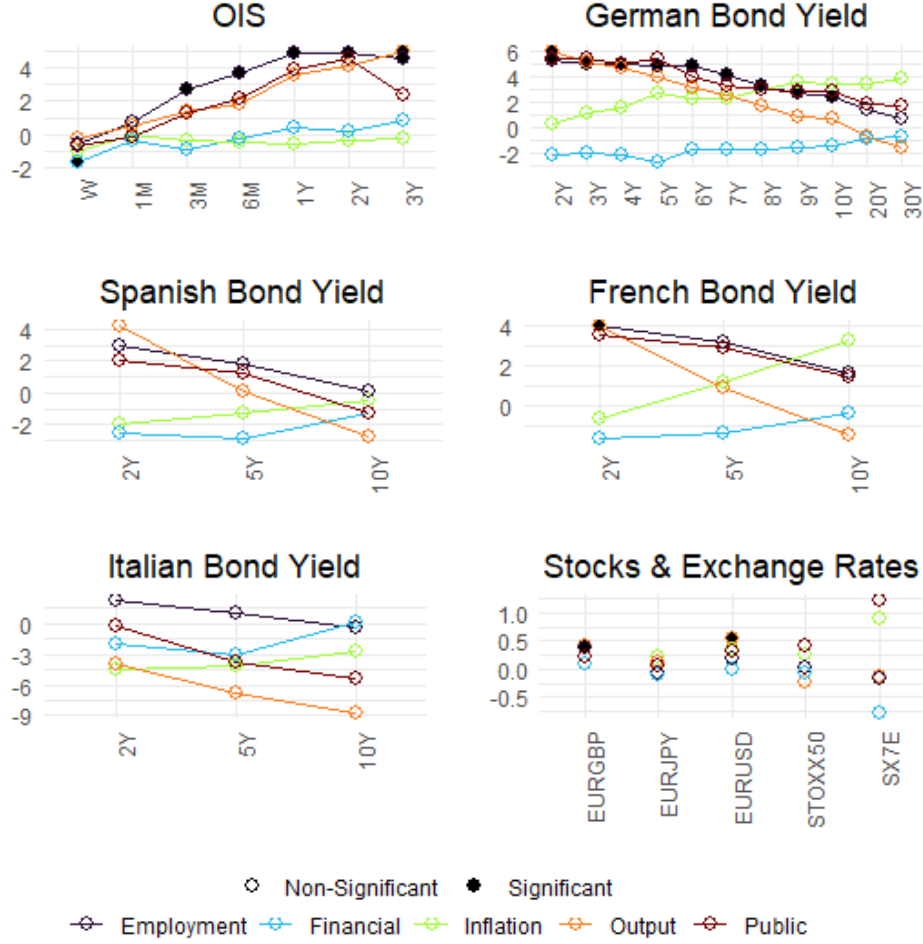 OIS
German Bond Yield
4
2
0
-2
W
1M
3M
6M
1Y
2Y
3Y
6
4
2
0
-2
2Y
3Y
4Y
5Y
6Y
7Y
8Y
9Y
10Y
20Y
30Y
Spanish Bond Yield
French Bond Yield
4
2
0
-2
2Y
5Y
10Y
4
2
0
2Y
5Y
10Y
Italian Bond Yield
Stocks & Exchange Rates
0
-3
-6
-9
2Y
5Y
10Y
1.0
0.5
0.0
-0.5
EURGBP
EURJPY
EURUSD
STOXX50
SX7E
Non-Significant Significant
Employment Financial Inflation Output Public